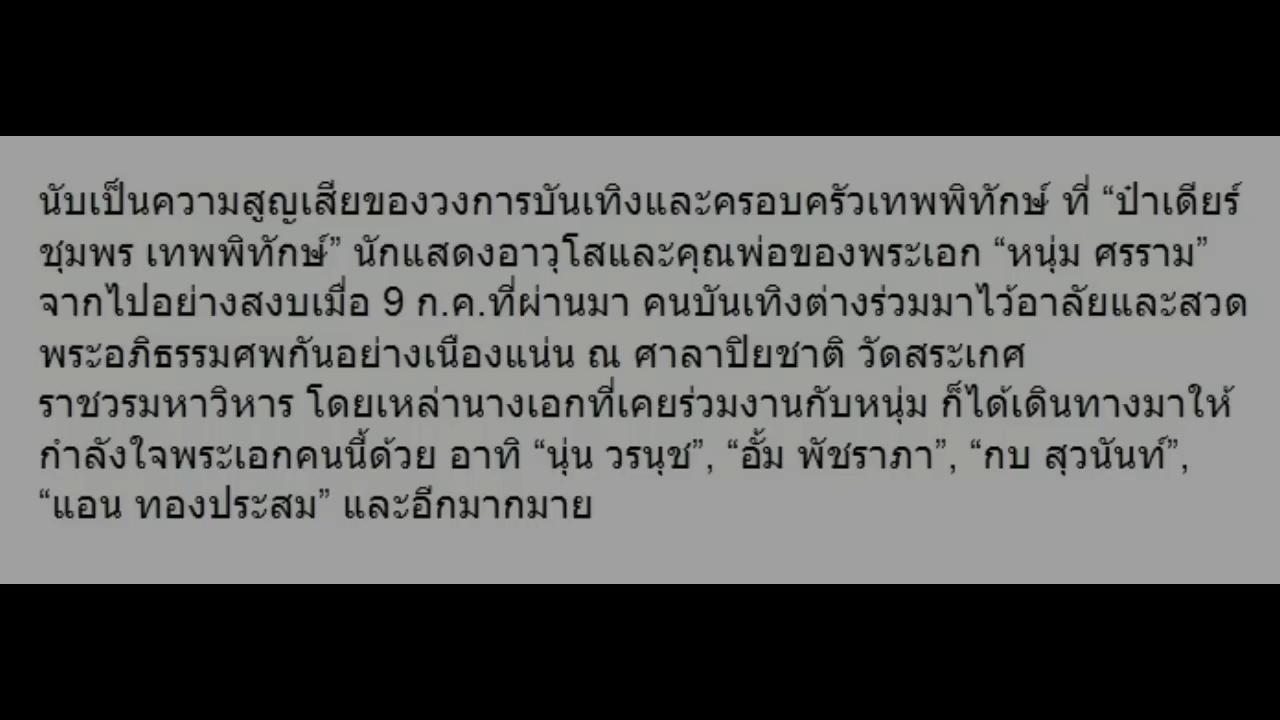 นับเป็นความสูญเสียของวงการบันเทิงและครอบครัวเทพพิทักษ์ ที่ “ป๋าเดียร์
ชุมพร เทพพิทักษ์” นักแสดงอาวุโสและคุณพ่อของพระเอก “หนุ่ม ศรราม”
จากไปอย่างสงบเมื่อ 9 ก.ค.ที่ผ่านมา คนบันเทิงต่างร่วมมาไว้อาลัยและสวด
พระอภิธรรมศพกันอย่างเนืองแน่น ณ ศาลาปิยชาติ วัดสระเกศ
ราชวรมหาวิหาร โดยเหล่านางเอกที่เคยร่วมงานกับหนุ่ม ก็ได้เดินทางมาให้
กำลังใจพระเอกคนนี้ด้วย อาทิ “นุ่น วรนุช”, “อั้ม พัชราภา”, “กบ สุวนันท์”,
“แอน ทองประสม” และอีกมากมาย